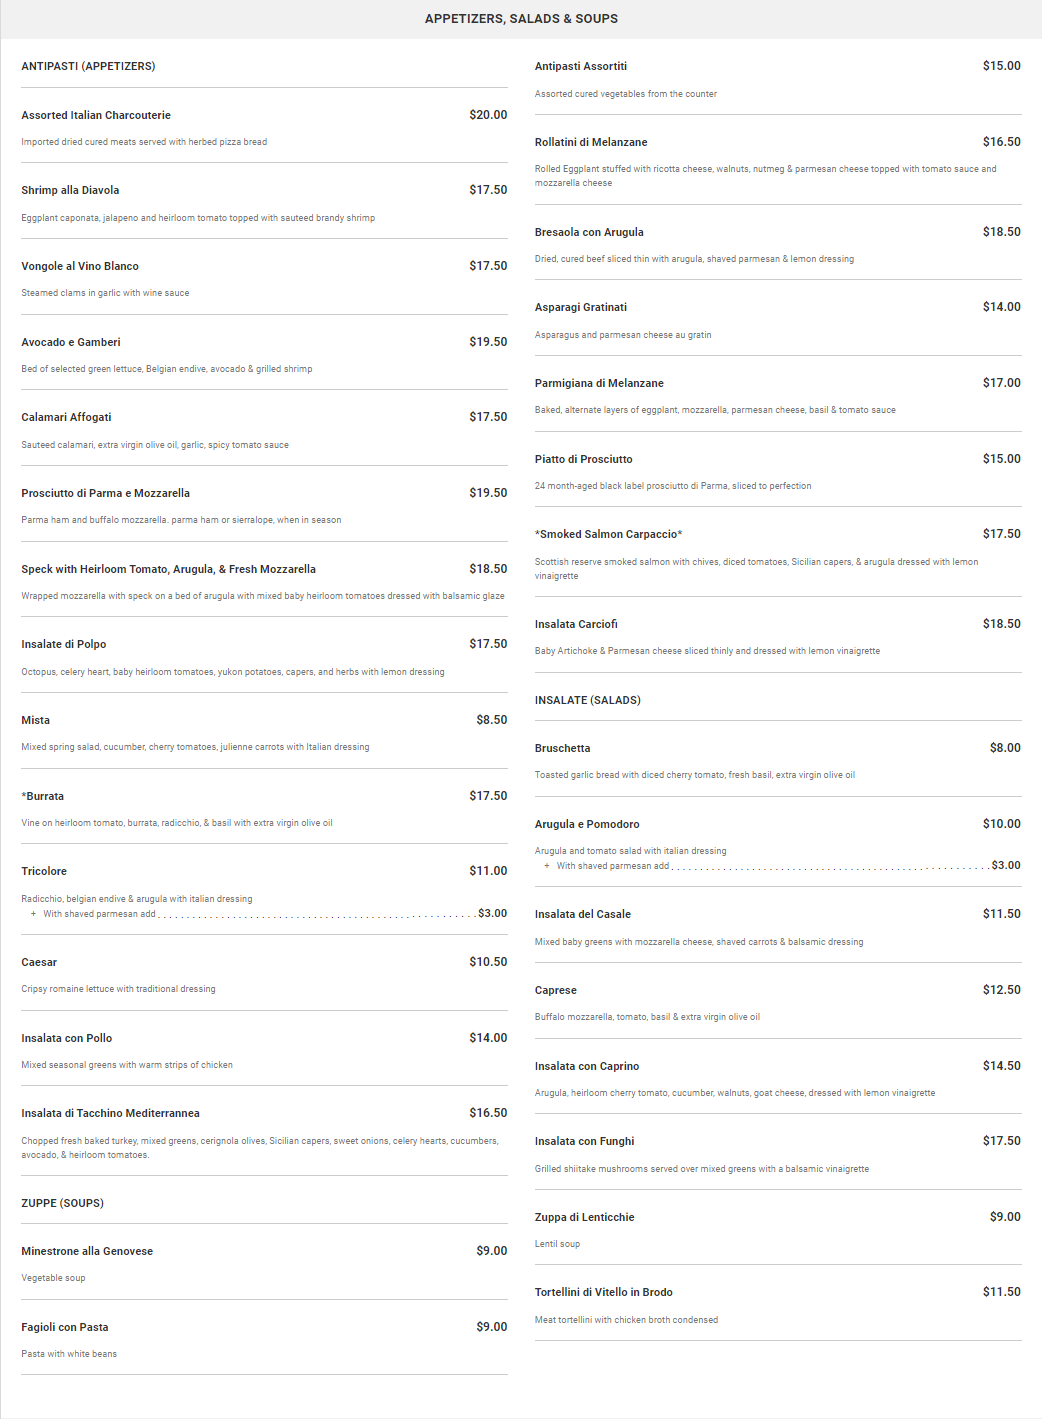 APPETIZERS, SALADS & SOUPS
ANTIPASTI (APPETIZERS)
Assorted Italian Charcouterie $20.00
Imported dried cured meats served with herbed pizza bread
Shrimp alla Diavola $17.50
Eggplant caponata, jalapeno and heirloom tomato topped with sauteed brandy shrimp
Vongole al Vino Blanco $17.50
Steamed clams in garlic with wine sauce
Avocado e Gamberi $19.50
Bed of selected green lettuce, Belgian endive, avocado & grilled shrimp
Calamari Affogati $17.50
Sauteed calamari, extra virgin olive oil, garlic, spicy tomato sauce
Prosciutto di Parma e Mozzarella $19.50
Parma ham and buffalo mozzarella. parma ham or sierralope, when in season
Speck with Heirloom Tomato, Arugula, & Fresh Mozzarella $18.50
Wrapped mozzarella with speck on a bed of arugula with mixed baby heirloom tomatoes dressed with balsamic glaze
Insalate di Polpo $17.50
Octopus, celery heart, baby heirloom tomatoes, yukon potatoes, capers, and herbs with lemon dressing
Mista $8.50
Mixed spring salad, cucumber, cherry tomatoes, julienne carrots with Italian dressing
*Burrata $17.50
Vine on heirloom tomato, burrata, radicchio, & basil with extra virgin olive oil
Tricolore $11.00
Radicchio, belgian endive & arugula with italian dressing
+ With shaved parmesan add $3.00
Caesar $10.50
Cripsy romaine lettuce with traditional dressing
Insalata con Pollo $14.00
Mixed seasonal greens with warm strips of chicken
Insalata di Tacchino Mediterrannea $16.50
Chopped fresh baked turkey, mixed greens, cerignola olives, Sicilian capers, sweet onions, celery hearts, cucumbers,
avocado, & heirloom tomatoes.
ZUPPE (SOUPS)
Minestrone alla Genovese $9.00
Vegetable soup
Fagioli con Pasta $9.00
Pasta with white beans
Antipasti Assortiti $15.00
Assorted cured vegetables from the counter
Rollatini di Melanzane $16.50
Rolled Eggplant stuffed with ricotta cheese, walnuts, nutmeg & parmesan cheese topped with tomato sauce and
mozzarella cheese
Bresaola con Arugula $18.50
Dried, cured beef sliced thin with arugula, shaved parmesan & lemon dressing
Asparagi Gratinati $14.00
Asparagus and parmesan cheese au gratin
Parmigiana di Melanzane $17.00
Baked, alternate layers of eggplant, mozzarella, parmesan cheese, basil & tomato sauce
Piatto di Prosciutto $15.00
24 month-aged black label prosciutto di Parma, sliced to perfection
*Smoked Salmon Carpaccio* $17.50
Scottish reserve smoked salmon with chives, diced tomatoes, Sicilian capers, & arugula dressed with lemon
vinaigrette
Insalata Carciofi $18.50
Baby Artichoke & Parmesan cheese sliced thinly and dressed with lemon vinaigrette
INSALATE (SALADS)
Bruschetta $8.00
Toasted garlic bread with diced cherry tomato, fresh basil, extra virgin olive oil
Arugula e Pomodoro $10.00
Arugula and tomato salad with italian dressing
+ With shaved parmesan add $3.00
Insalata del Casale $11.50
Mixed baby greens with mozzarella cheese, shaved carrots & balsamic dressing
Caprese $12.50
Buffalo mozzarella, tomato, basil & extra virgin olive oil
Insalata con Caprino $14.50
Arugula, heirloom cherry tomato, cucumber, walnuts, goat cheese, dressed with lemon vinaigrette
Insalata con Funghi $17.50
Grilled shiitake mushrooms served over mixed greens with a balsamic vinaigrette
Zuppa di Lenticchie $9.00
Lentil soup
Tortellini di Vitello in Brodo $11.50
Meat tortellini with chicken broth condensed